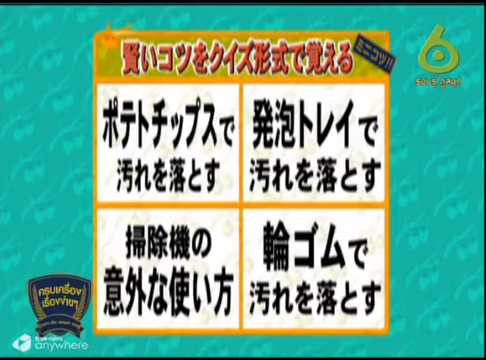 賢いコツをクイズ形式で覚える
ミニコツ!!
6
ポテトチップスで
汚れを落とす
発泡トレイで
汚れを落とす
掃除機の
意外な使い方
輪ゴムで
汚れを落とす
ครบเครื่อง
เรื่องง่ายๆ
anywhere